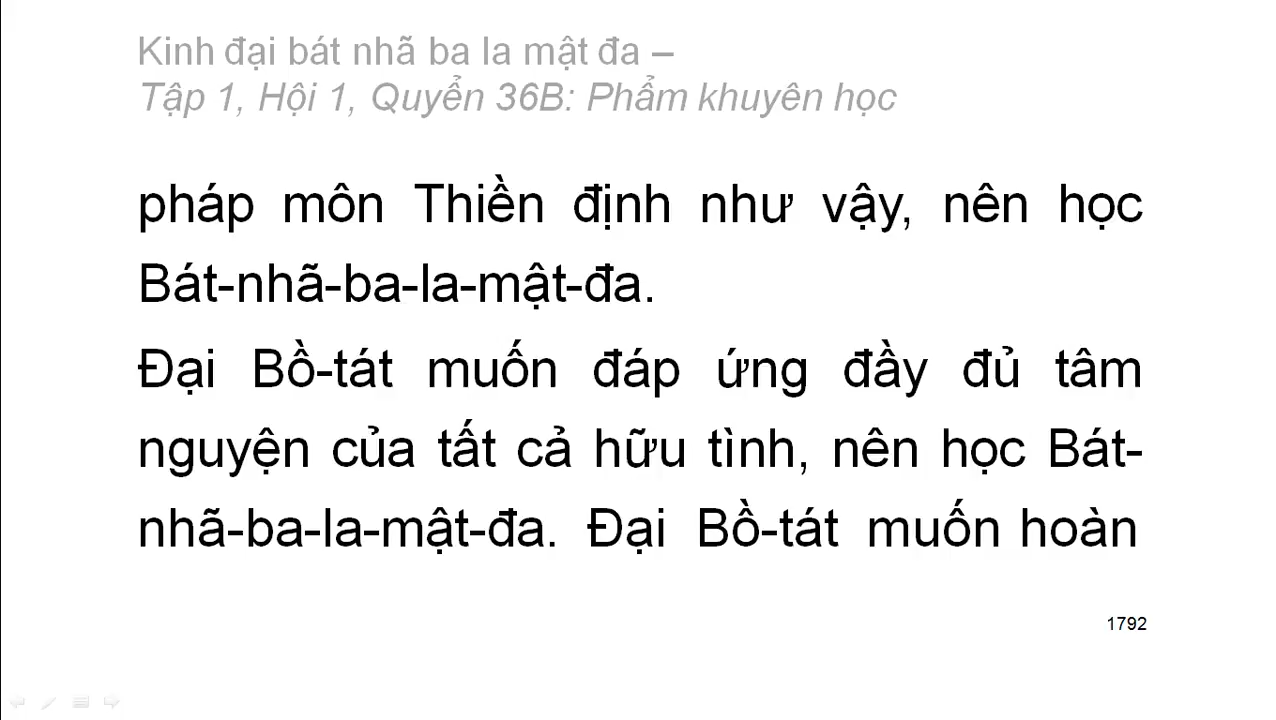 Kinh đại bát nhã ba la mật đa –
Tập 1, Hội 1, Quyển 36B: Phẩm khuyên học
pháp môn Thiền định như vậy, nên học
Bát-nhã-ba-la-mật-đa.
Đại Bồ-tát muốn đáp ứng đầy đủ tâm
nguyện của tất cả hữu tình, nên học Bát-
nhã-ba-la-mật-đa. Đại Bồ-tát muốn hoàn
1792